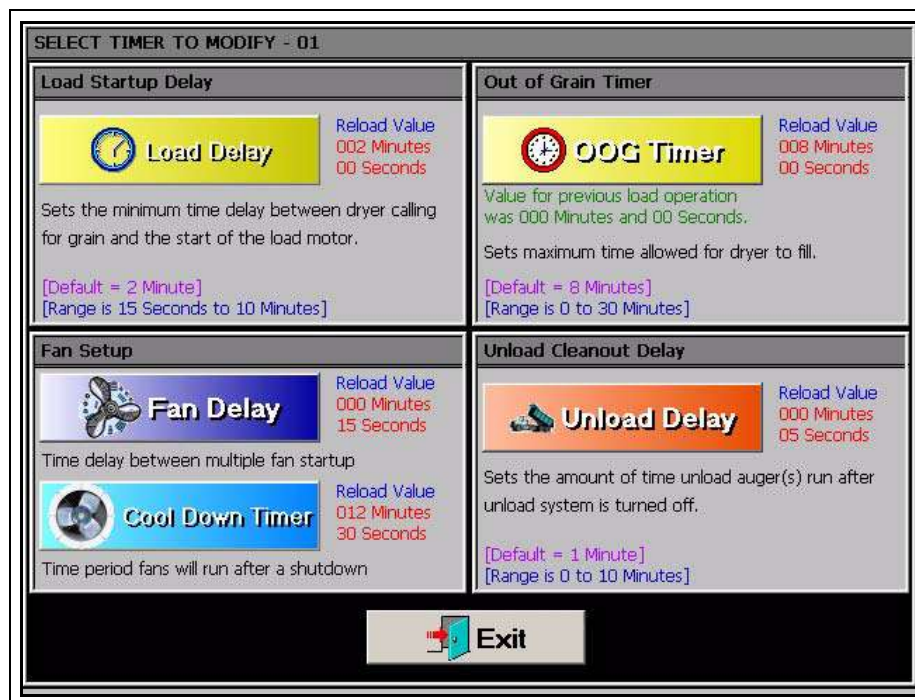 SELECT TIMER TO MODIFY - 01
Load Startup Delay
Load Delay
Reload Value
002 Minutes
00 Seconds
Sets the minimum time delay between dryer calling
for grain and the start of the load motor.
[Default = 2 Minute]
[Range is 15 Seconds to 10 Minutes]
Out of Grain Timer
OOG Timer
Reload Value
008 Minutes
00 Seconds
Value for previous load operation
was 000 Minutes and 00 Seconds.
Sets maximum time allowed for dryer to fill.
[Default = 8 Minutes]
[Range is 0 to 30 Minutes]
Fan Setup
Fan Delay
Reload Value
000 Minutes
15 Seconds
Time delay between multiple fan startup
Cool Down Timer
Reload Value
012 Minutes
30 Seconds
Time period fans will run after a shutdown
Unload Cleanout Delay
Unload Delay
Reload Value
000 Minutes
05 Seconds
Sets the amount of time unload auger(s) run after
unload system is turned off.
[Default = 1 Minute]
[Range is 0 to 10 Minutes]
Exit